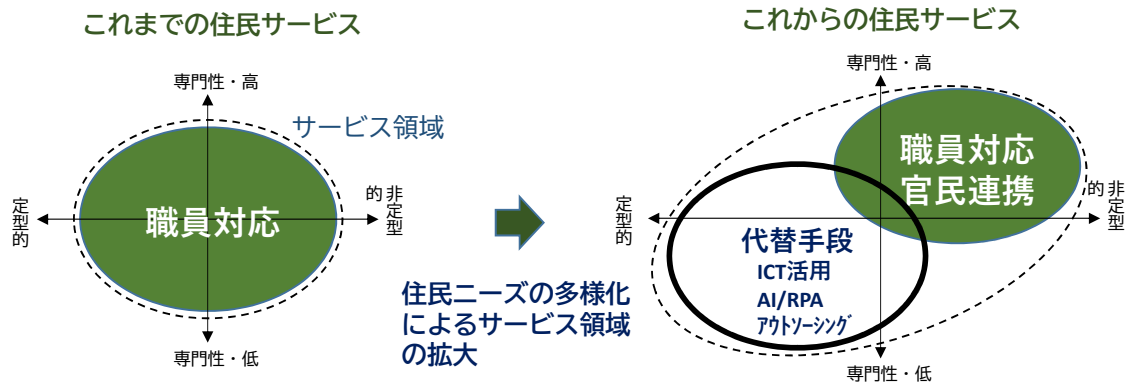 これまでの住民サービス
専門性・高
サービス領域
定型的
職員対応
非定型的
専門性・低
住民ニーズの多様化
によるサービス領域
の拡大
これからの住民サービス
専門性・高
職員対応
官民連携
定型的
非定型的
代替手段
ICT活用
AI/RPA
ｱｳﾄｿｰｼﾝｸﾞ
専門性・低